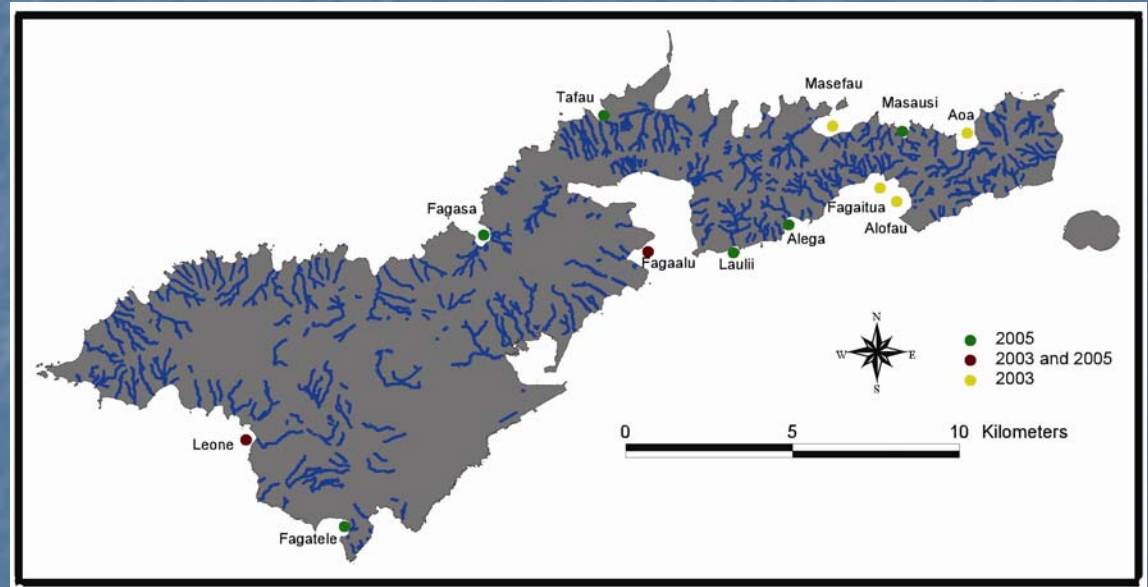 Masefau
Tafau
Masausi
Aoa
Fagasa
Fagaitua
Alofau
Alega
Fagaalu
Laulii
N
W
E
S
2005
2003 and 2005
2003
Leone
0
5
10
Kilometers
Fagatele